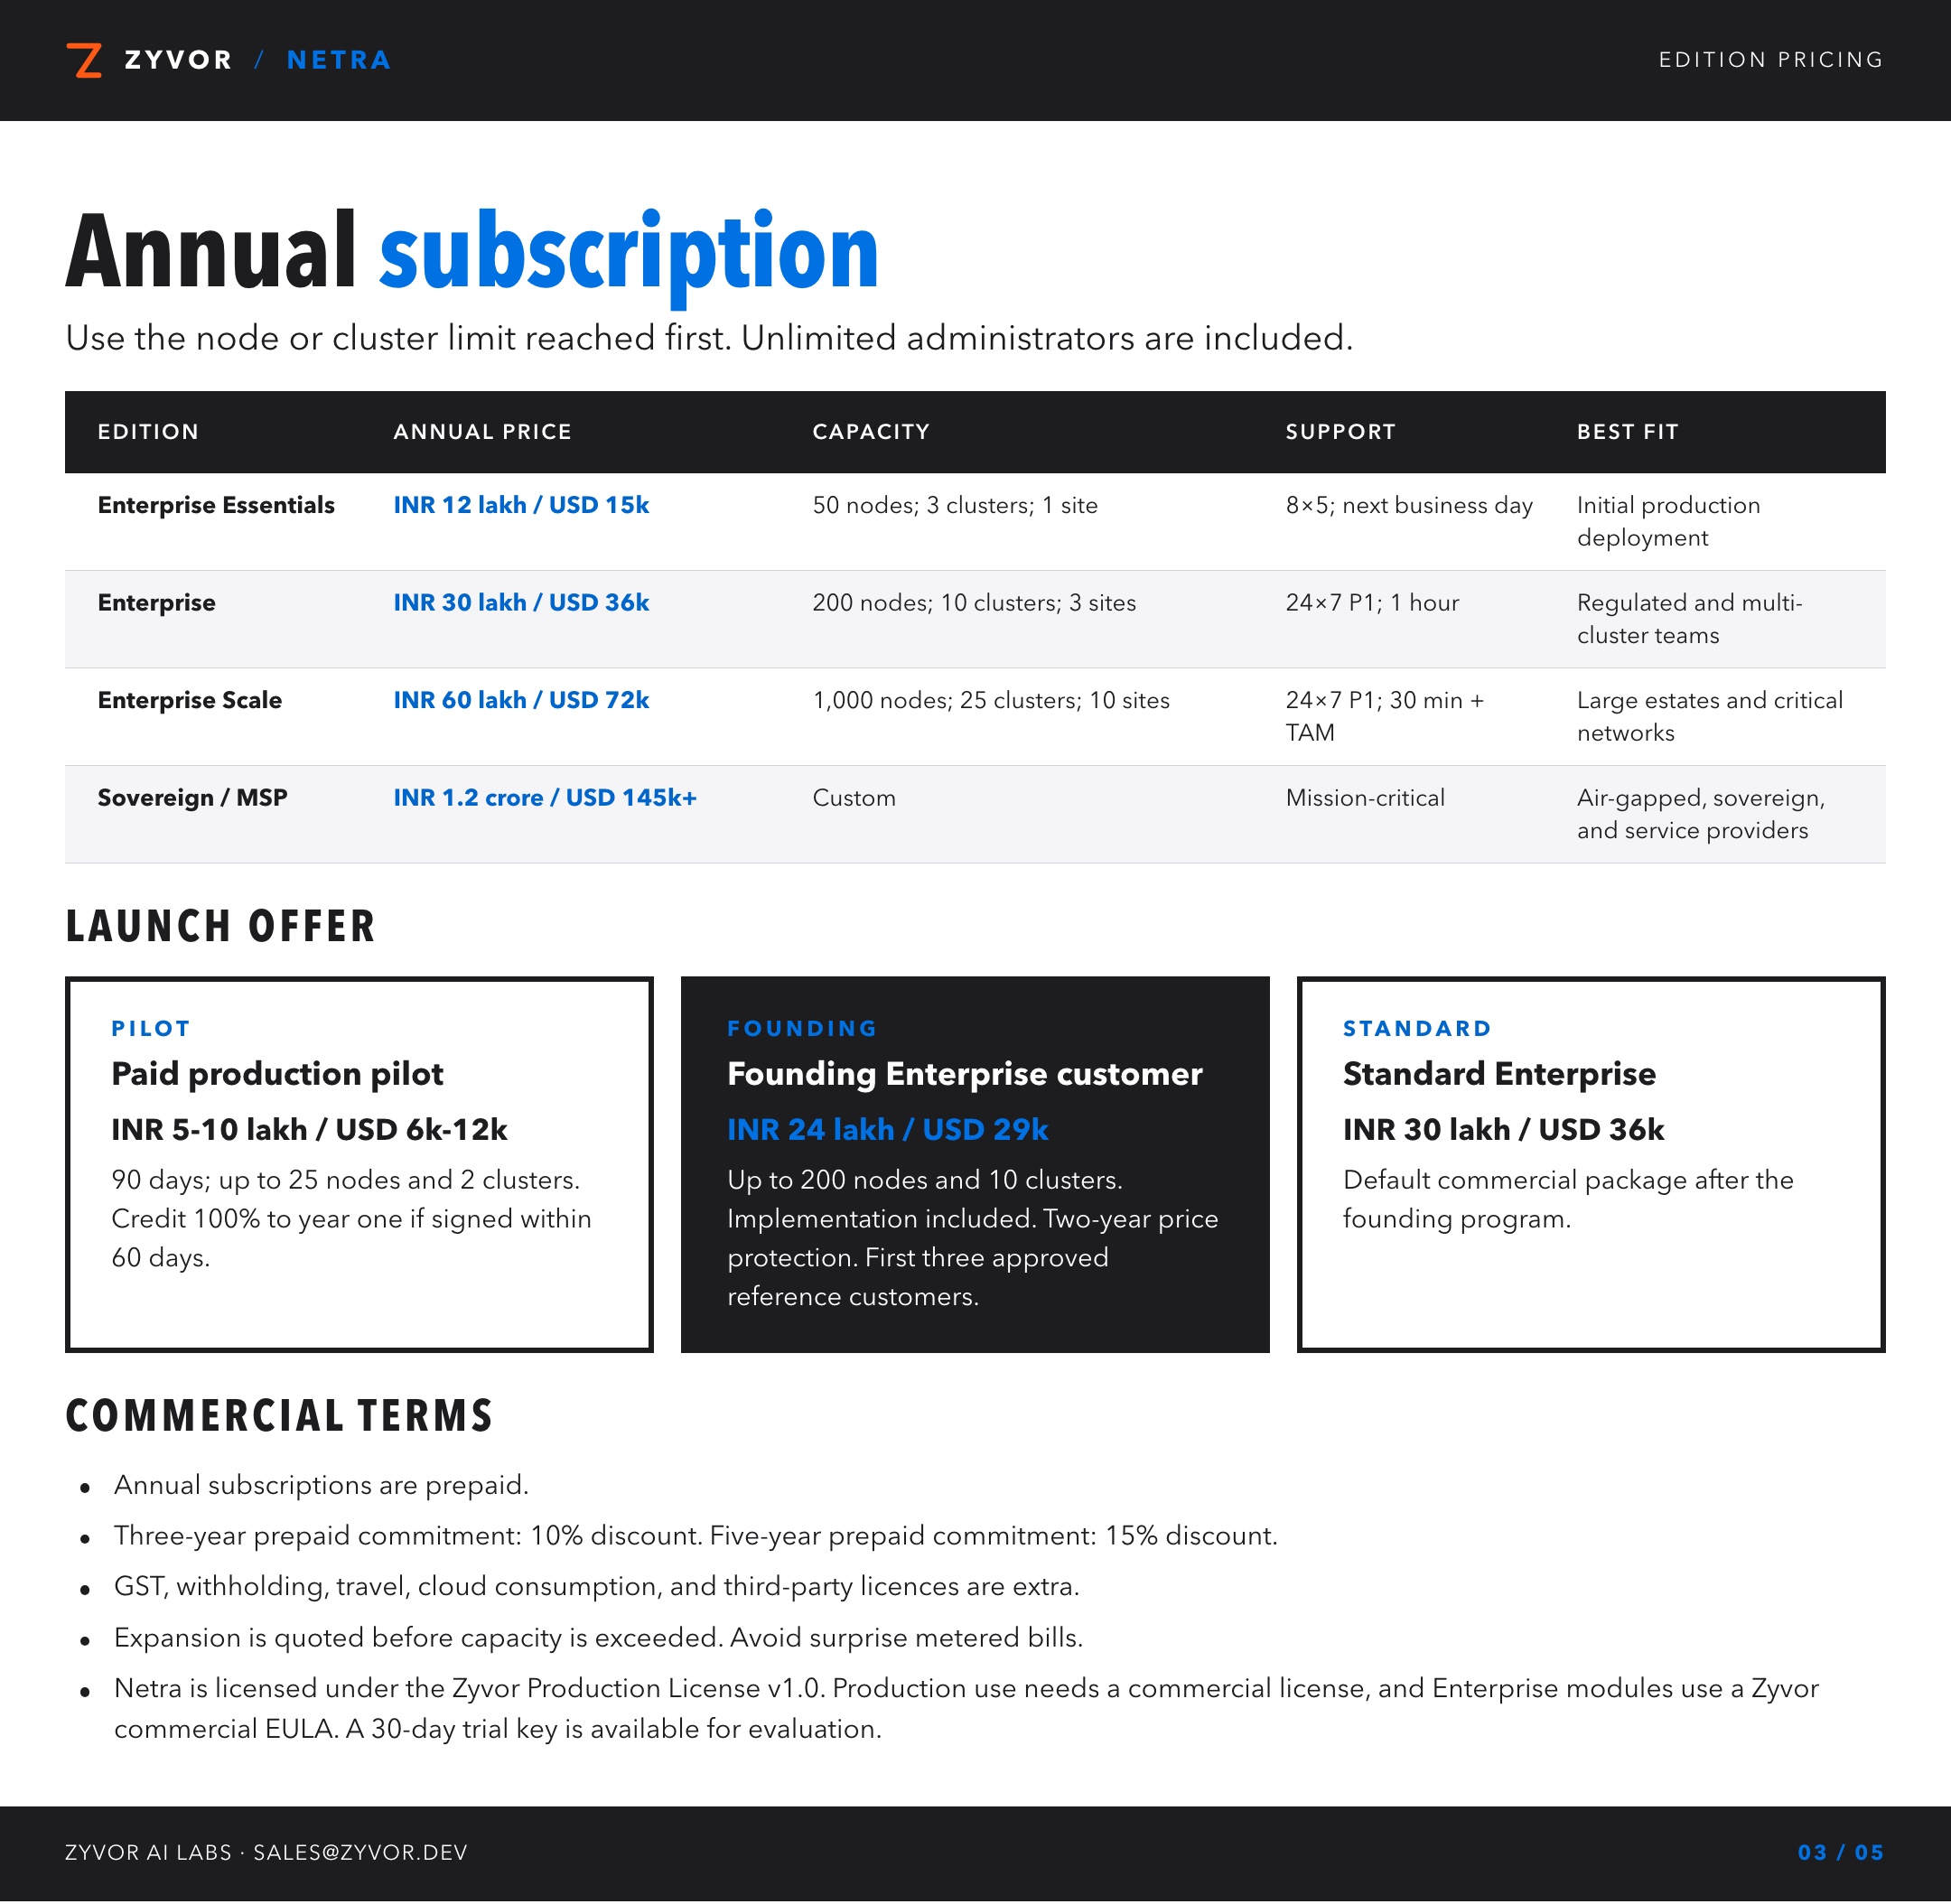 ZYVOR / NETRA
EDITION PRICING
Annual subscription
Use the node or cluster limit reached first. Unlimited administrators are included.
EDITION ANNUAL PRICE CAPACITY SUPPORT BEST FIT
Enterprise Essentials INR 12 lakh / USD 15k 50 nodes; 3 clusters; 1 site 8×5; next business day Initial production
deployment
Enterprise INR 30 lakh / USD 36k 200 nodes; 10 clusters; 3 sites 24×7 P1; 1 hour Regulated and multi-
cluster teams
Enterprise Scale INR 60 lakh / USD 72k 1,000 nodes; 25 clusters; 10 sites 24×7 P1; 30 min + Large estates and critical
TAM networks
Sovereign / MSP INR 1.2 crore / USD 145k+ Custom Mission-critical Air-gapped, sovereign,
and service providers
LAUNCH OFFER
PILOT
Paid production pilot
INR 5-10 lakh / USD 6k-12k
90 days; up to 25 nodes and 2 clusters.
Credit 100% to year one if signed within
60 days.
FOUNDING
Founding Enterprise customer
INR 24 lakh / USD 29k
Up to 200 nodes and 10 clusters.
Implementation included. Two-year price
protection. First three approved
reference customers.
STANDARD
Standard Enterprise
INR 30 lakh / USD 36k
Default commercial package after the
founding program.
COMMERCIAL TERMS
• Annual subscriptions are prepaid.
• Three-year prepaid commitment: 10% discount. Five-year prepaid commitment: 15% discount.
• GST, withholding, travel, cloud consumption, and third-party licences are extra.
• Expansion is quoted before capacity is exceeded. Avoid surprise metered bills.
• Netra is licensed under the Zyvor Production License v1.0. Production use needs a commercial license, and Enterprise modules use a Zyvor
commercial EULA. A 30-day trial key is available for evaluation.
ZYVOR AI LABS · SALES@ZYVOR.DEV
03 / 05